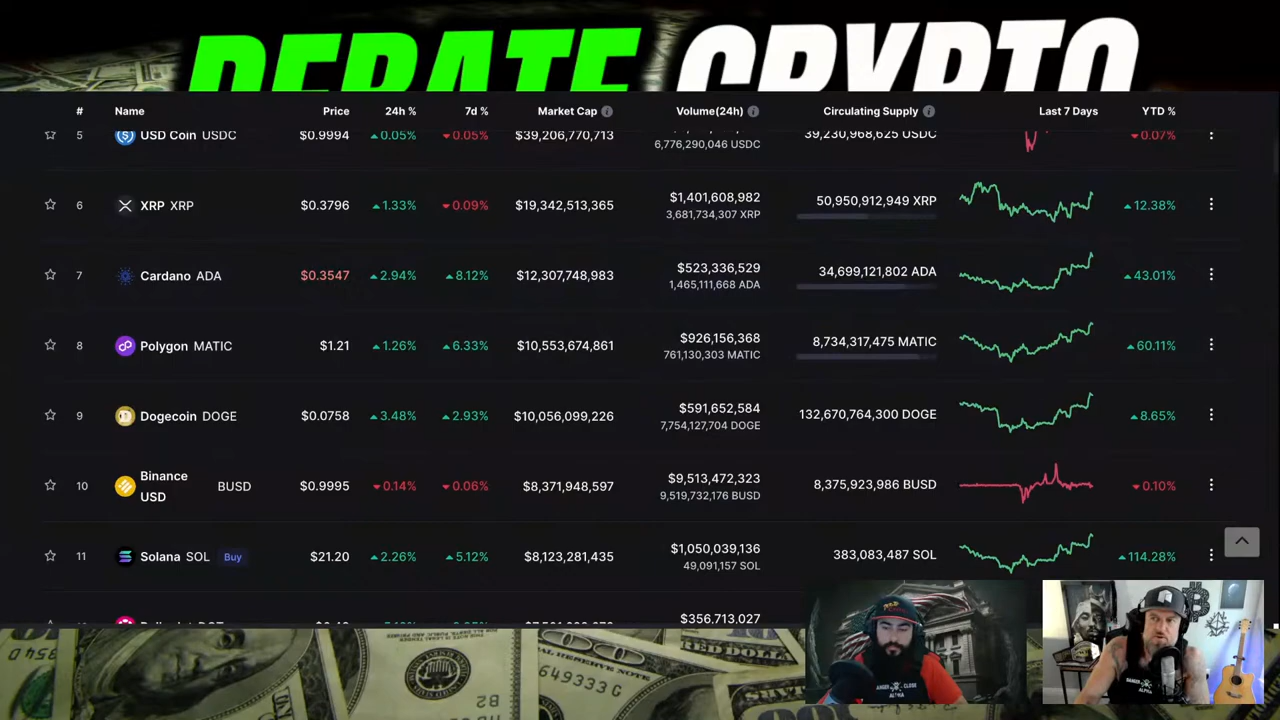 DEBATE CRYPTO
# Name Price 24h % 7d % Market Cap Volume(24h) Circulating Supply Last 7 Days YTD %
5 USD Coin USDC $0.9994 0.05% 0.05% $39,206,770,713 39,230,968,625 USDC 0.07%
6,776,290,046 USDC
6 XRP XRP $0.3796 1.33% 0.09% $19,342,513,365 $1,401,608,982 50,950,912,949 XRP 12.38%
3,681,734,307 XRP
7 Cardano ADA $0.3547 2.94% 8.12% $12,307,748,983 $523,336,529 34,699,121,802 ADA 43.01%
1,465,111,668 ADA
8 Polygon MATIC $1.21 1.26% 6.33% $10,553,674,861 $926,156,368 8,734,317,475 MATIC 60.11%
761,130,303 MATIC
9 Dogecoin DOGE $0.0758 3.48% 2.93% $10,056,099,226 $591,652,584 132,670,764,300 DOGE 8.65%
7,754,127,704 DOGE
10 Binance USD BUSD $0.9995 0.14% 0.06% $8,371,948,597 $9,513,472,323 8,375,923,986 BUSD 0.10%
9,519,732,176 BUSD
11 Solana SOL Buy $21.20 2.26% 5.12% $8,123,281,435 $1,050,039,136 383,083,487 SOL 114.28%
49,091,157 SOL
$356,713,027
DANGER CLOSE
ALPHA